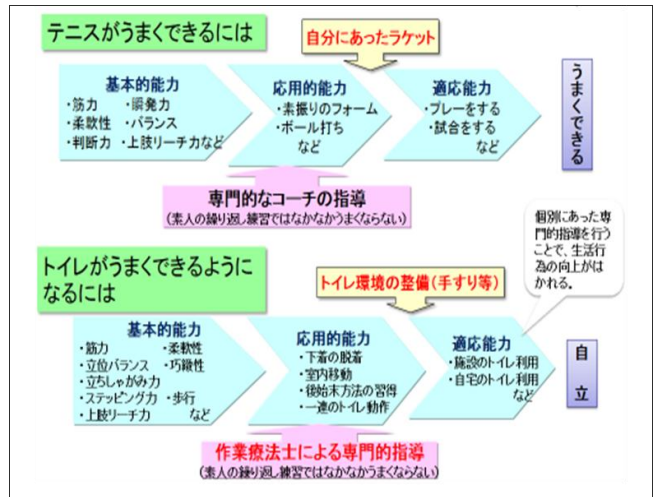 テニスがうまくできるには
自分にあったラケット
基本的能力
・筋力 ・瞬発力
・柔軟性 ・バランス
・判断力 ・上肢リーチ力など
応用的能力
・素振りのフォーム
・ボール打ち
など
適応能力
・プレーをする
・試合をする
など
うまくできる
専門的なコーチの指導
(素人の繰り返し練習ではなかなかうまくならない)
個別にあった専
門的指導を行う
ことで、生活行
為の向上がは
かれる。
トイレがうまくできるように
なるには
トイレ環境の整備(手すり等)
基本的能力
・筋力 ・柔軟性
・立位バランス ・巧緻性
・立ちしゃがみ力
・ステッピング力 ・歩行
・上肢リーチ力 など
応用的能力
・下着の脱着
・室内移動
・後始末方法の習得
・一連のトイレ動作
適応能力
・施設のトイレ利用
・自宅のトイレ利用
など
自立
作業療法士による専門的指導
(素人の繰り返し練習ではなかなかうまくならない)